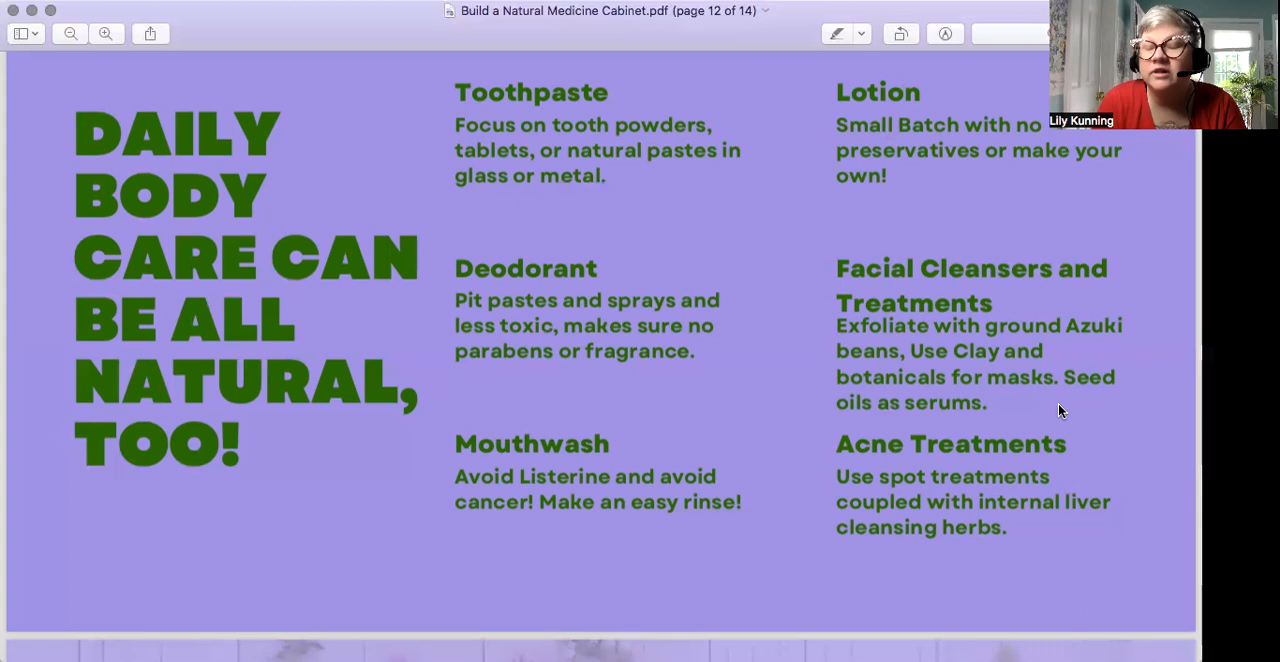 Build a Natural Medicine Cabinet.pdf (page 12 of 14)
Lily Kunning
DAILY
BODY
CARE CAN
BE ALL
NATURAL,
TOO!
Toothpaste
Focus on tooth powders,
tablets, or natural pastes in
glass or metal.
Deodorant
Pit pastes and sprays and
less toxic, makes sure no
parabens or fragrance.
Mouthwash
Avoid Listerine and avoid
cancer! Make an easy rinse!
Lotion
Small Batch with no
preservatives or make your
own!
Facial Cleansers and
Treatments
Exfoliate with ground Azuki
beans, Use Clay and
botanicals for masks. Seed
oils as serums.
Acne Treatments
Use spot treatments
coupled with internal liver
cleansing herbs.